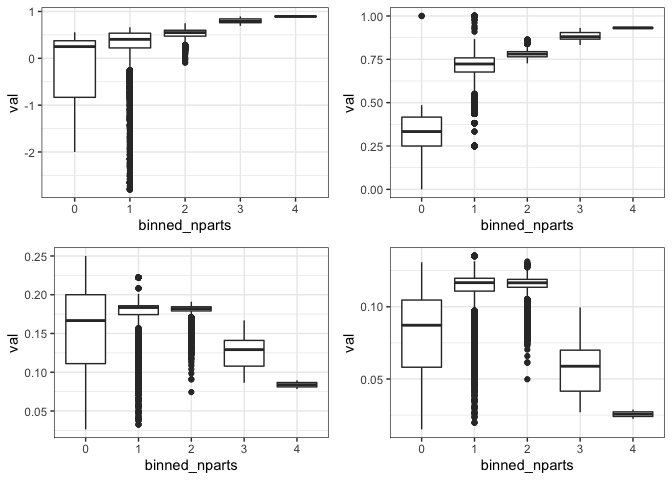 1
0
-1
-2
val
0 1 2 3 4
binned_nparts
1.00
0.75
0.50
0.25
0.00
val
0 1 2 3 4
binned_nparts
0.25
0.20
0.15
0.10
0.05
val
0 1 2 3 4
binned_nparts
0.10
0.05
val
0 1 2 3 4
binned_nparts